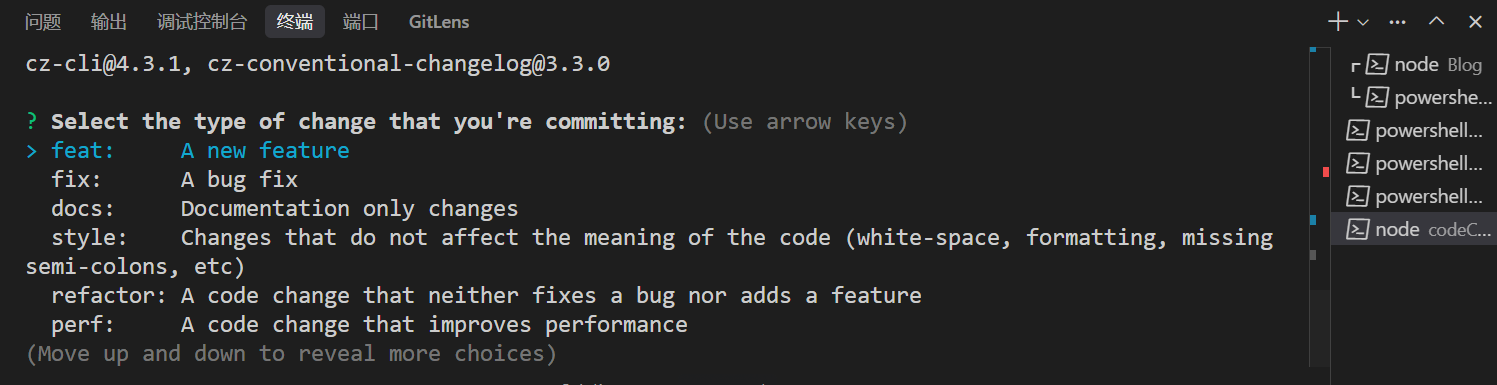 问题 输出 调试控制台 终端 端口 GitLens
cz-cli@4.3.1, cz-conventional-changelog@3.3.0
? Select the type of change that you're committing: (Use arrow keys)
> feat: A new feature
fix: A bug fix
docs: Documentation only changes
style: Changes that do not affect the meaning of the code (white-space, formatting, missing
semi-colons, etc)
refactor: A code change that neither fixes a bug nor adds a feature
perf: A code change that improves performance
(Move up and down to reveal more choices)
node Blog
powershe...
powershell...
powershell...
powershell...
node codeC...